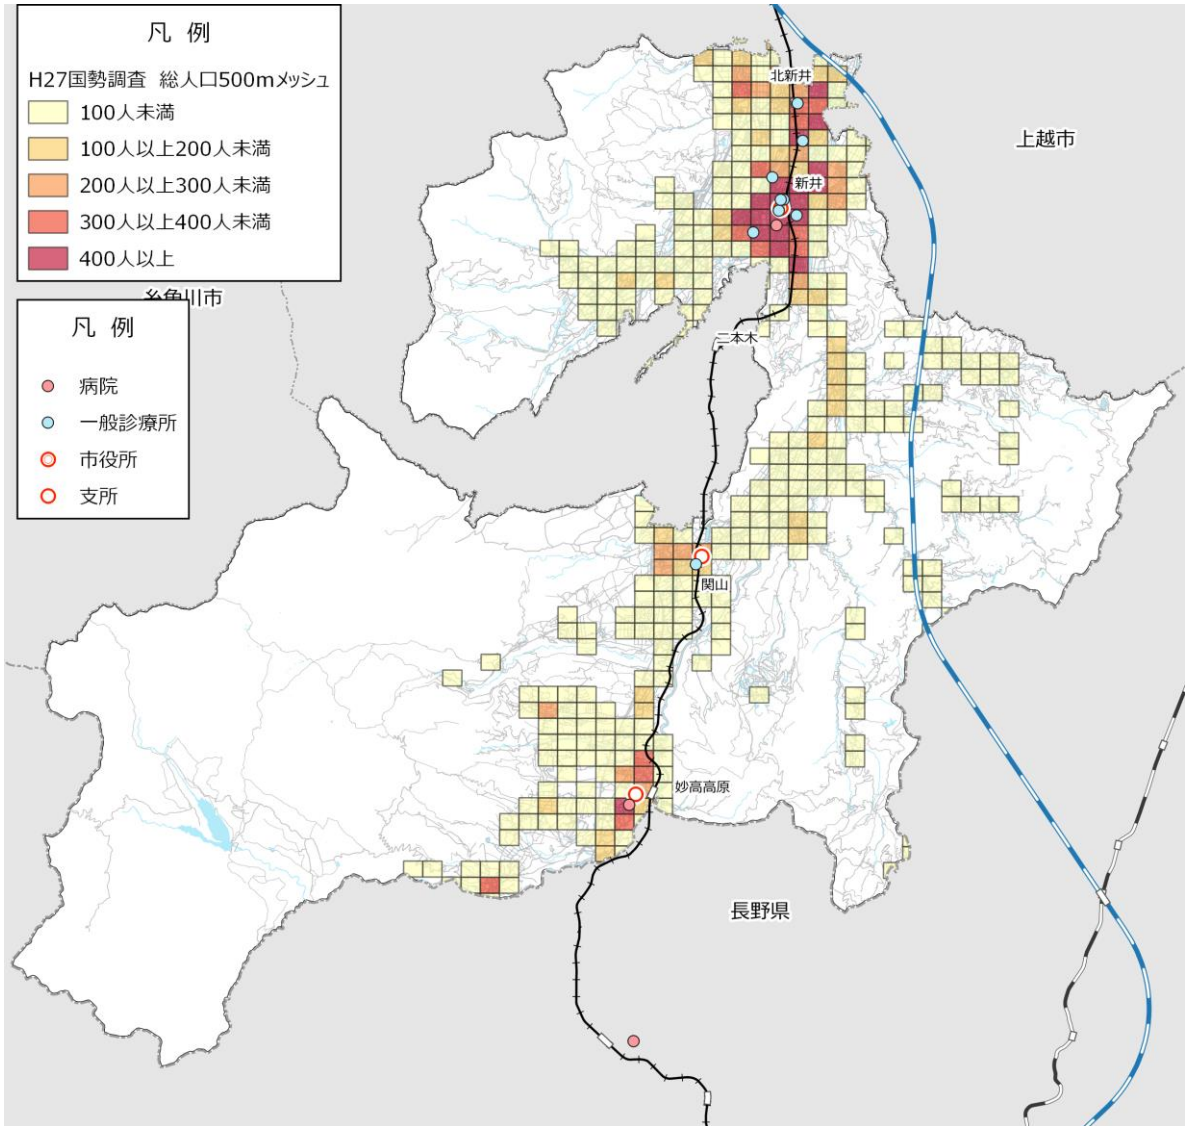 凡 例
H27国勢調査 総人口500mメッシュ
100人未満
100人以上200人未満
200人以上300人未満
300人以上400人未満
400人以上
糸魚川市
凡 例
病院
一般診療所
市役所
支所
北新井
上越市
新井
二本木
関山
妙高高原
長野県